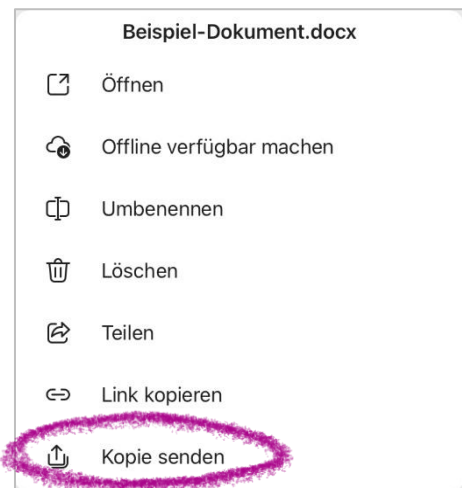 Beispiel-Dokument.docx
Öffnen
Offline verfügbar machen
Umbenennen
Löschen
Teilen
Link kopieren
Kopie senden